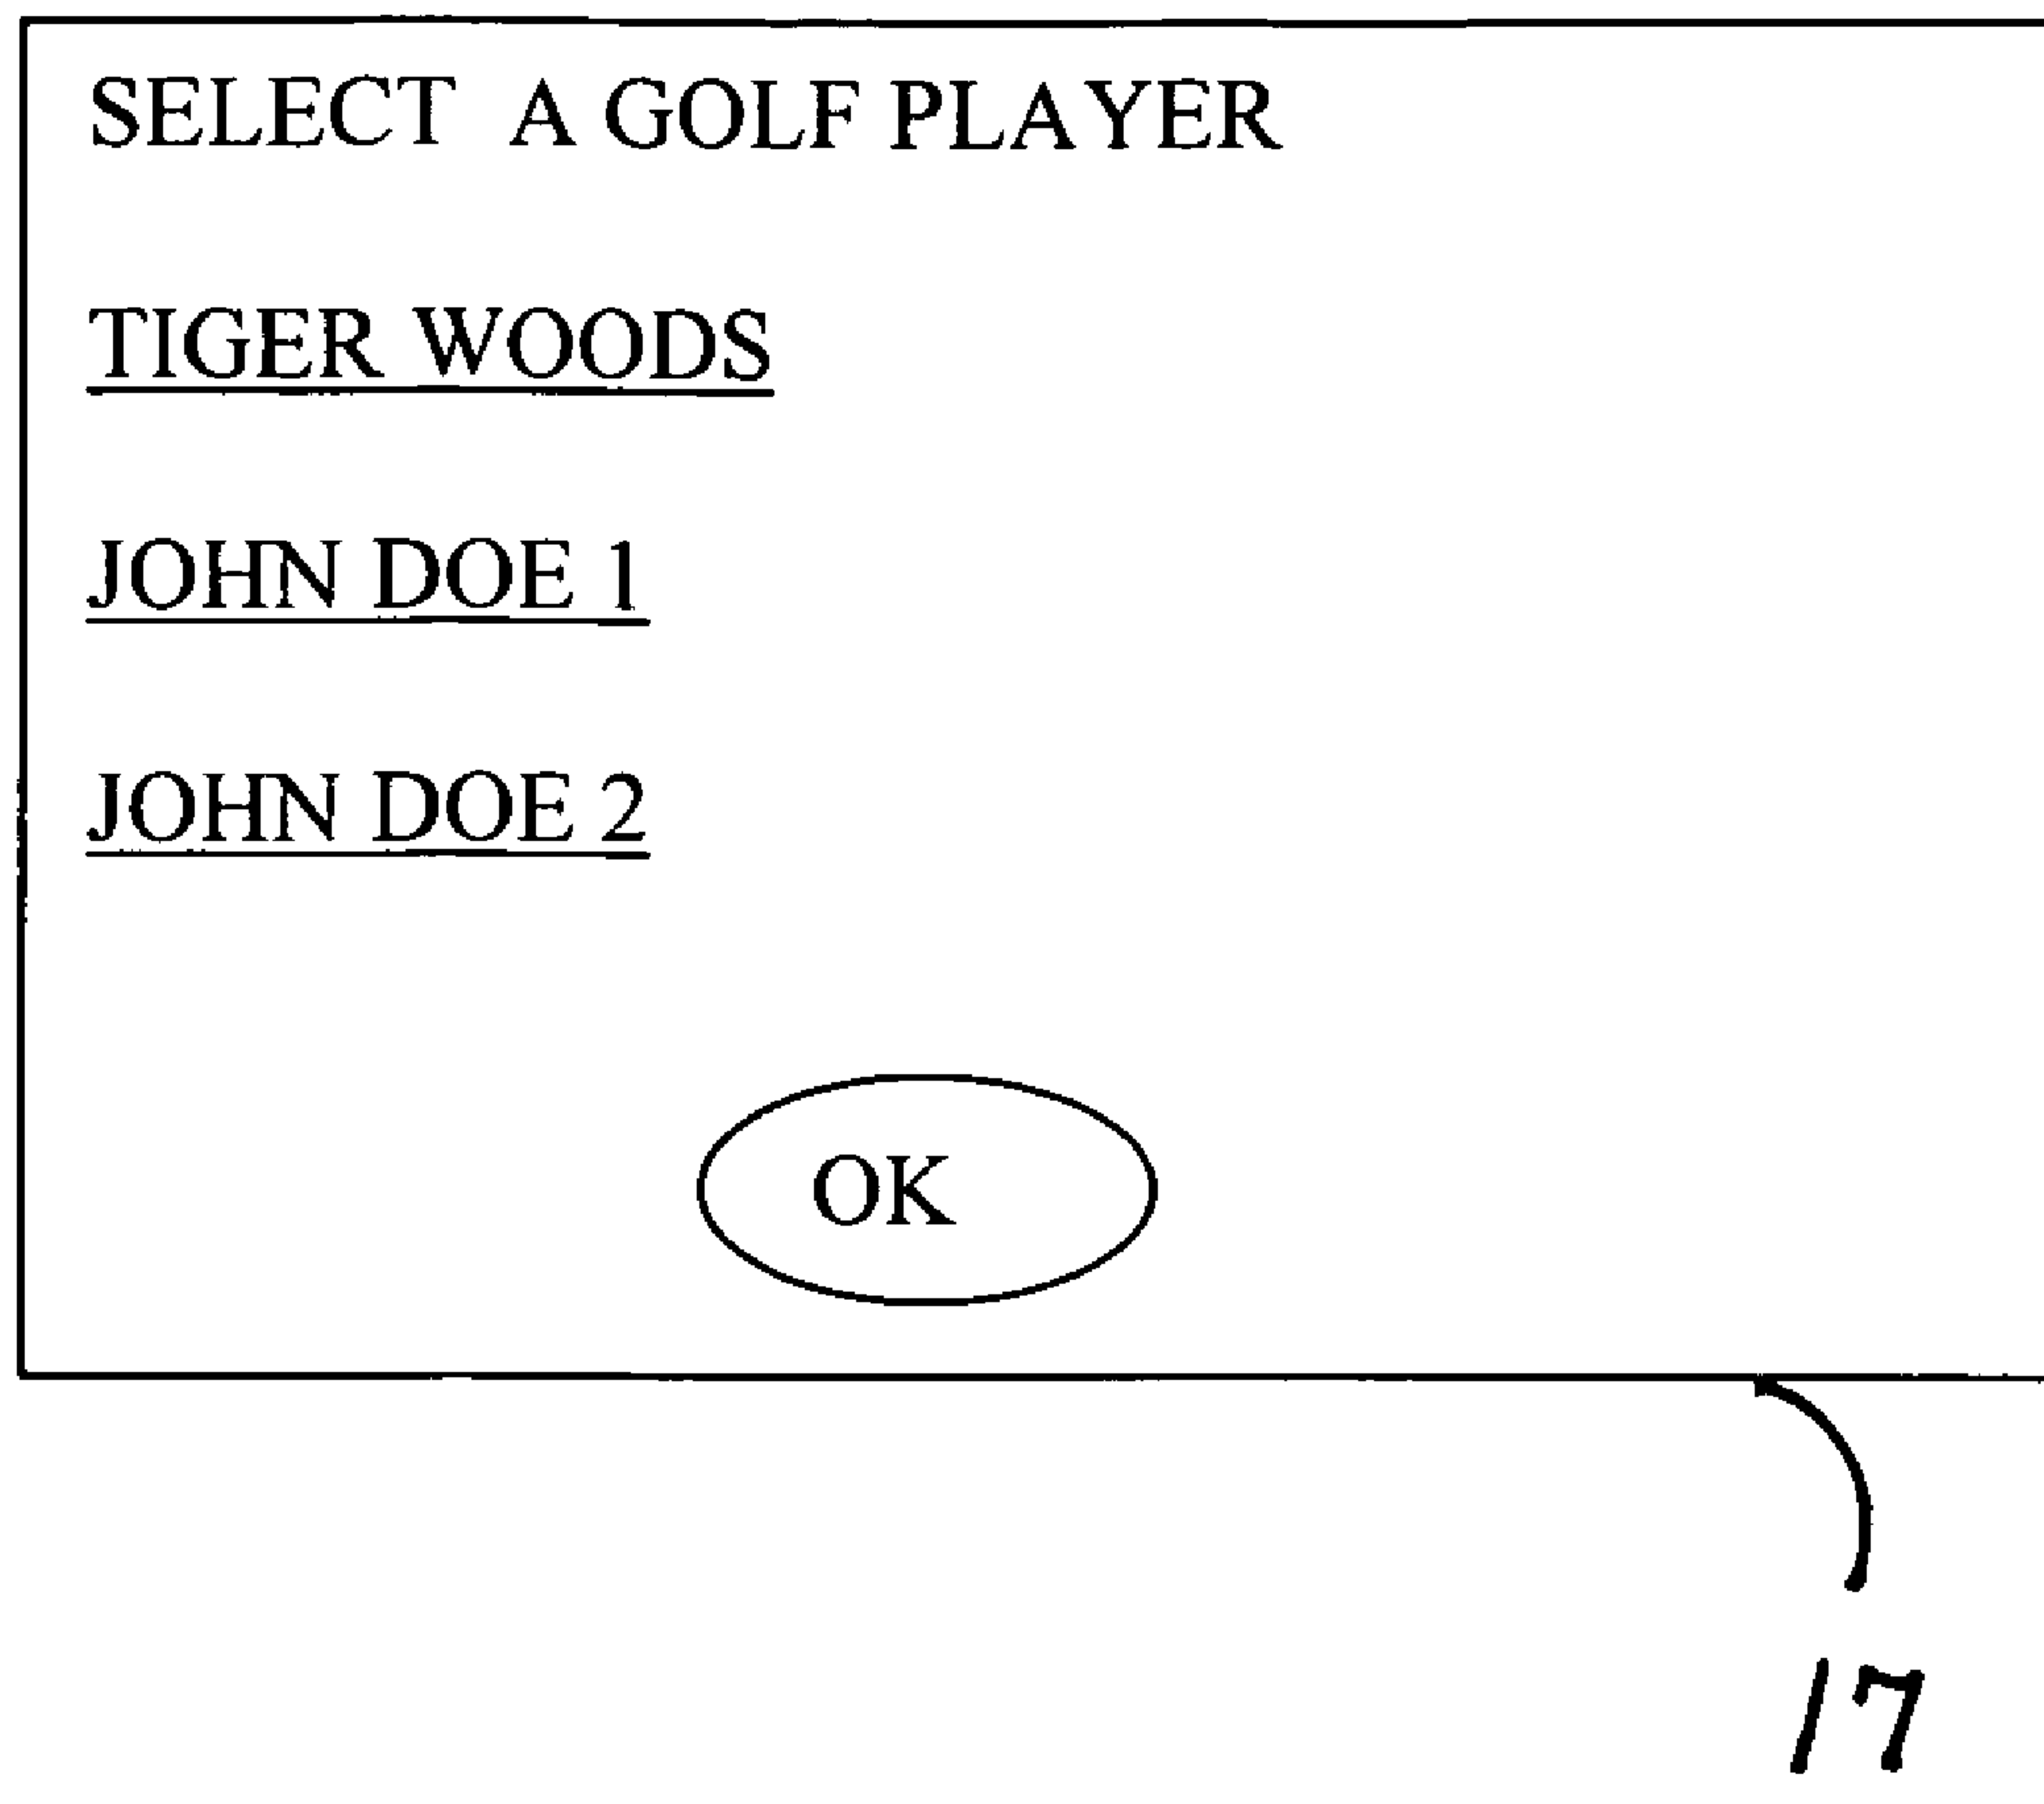 SELECT A GOLF PLAYER
TIGER WOODS
JOHN DOE 1
JOHN DOE 2
OK
17